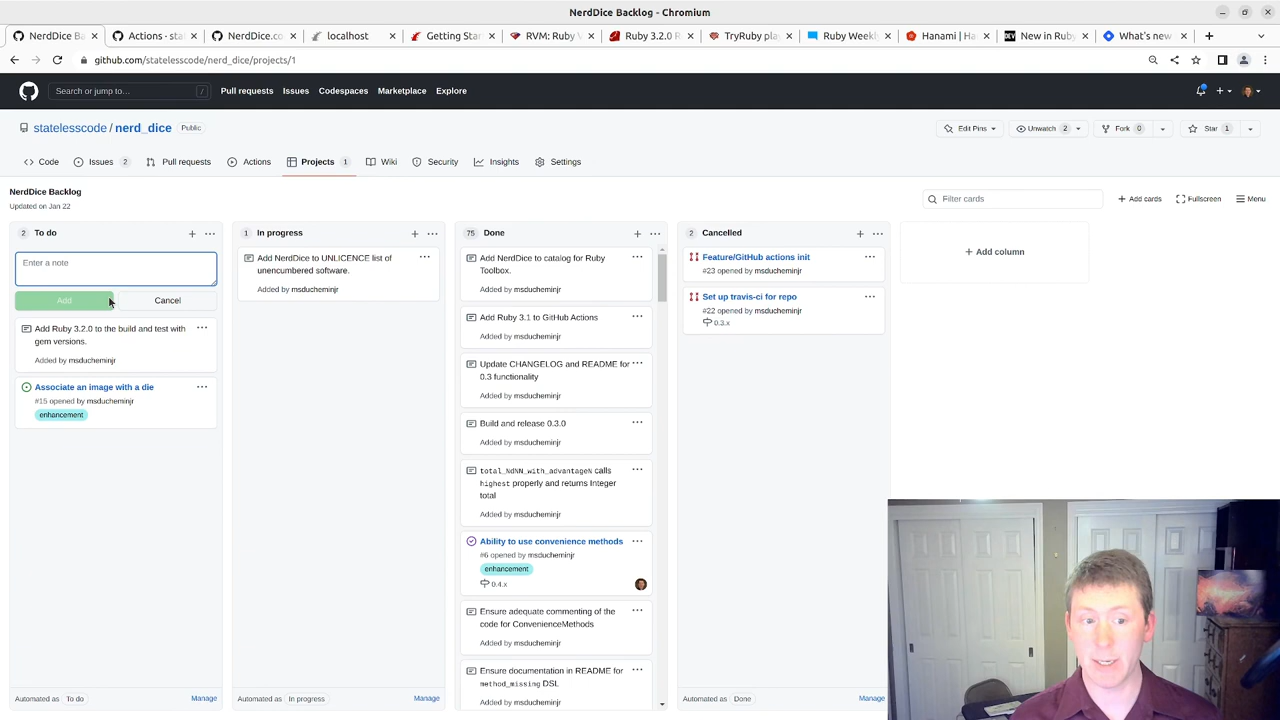 NerdDice Backlog - Chromium
NerdDice Ba
Actions · stat
NerdDice.co
localhost
Getting Star
RVM: Ruby V
Ruby 3.2.0 R
TryRuby play
Ruby Weekly
Hanami | Ha
New in Ruby
What's new
github.com/statelesscode/nerd_dice/projects/1
Search or jump to...
/
Pull requests
Issues
Codespaces
Marketplace
Explore
statelesscode / nerd_dice
Public
Edit Pins
Unwatch 2
Fork 0
Star 1
Code
Issues 2
Pull requests
Actions
Projects 1
Wiki
Security
Insights
Settings
NerdDice Backlog
Updated on Jan 22
Filter cards
+ Add cards
Fullscreen
Menu
2 To do
Enter a note
Add
Cancel
Add Ruby 3.2.0 to the build and test with
gem versions.
Added by msducheminjr
Associate an image with a die
#15 opened by msducheminjr
enhancement
Automated as To do
Manage
1 In progress
Add NerdDice to UNLICENCE list of
unencumbered software.
Added by msducheminjr
Automated as In progress
Manage
75 Done
Add NerdDice to catalog for Ruby
Toolbox.
Added by msducheminjr
Add Ruby 3.1 to GitHub Actions
Added by msducheminjr
Update CHANGELOG and README for
0.3 functionality
Added by msducheminjr
Build and release 0.3.0
Added by msducheminjr
total_NdNN_with_advantageN calls
highest properly and returns Integer
total
Added by msducheminjr
Ability to use convenience methods
#6 opened by msducheminjr
enhancement
0.4.x
Ensure adequate commenting of the
code for ConvenienceMethods
Added by msducheminjr
Ensure documentation in README for
method_missing DSL
Added by msducheminjr
2 Cancelled
Feature/GitHub actions init
#23 opened by msducheminjr
Set up travis-ci for repo
#22 opened by msducheminjr
0.3.x
Automated as Done
Manage
+ Add column